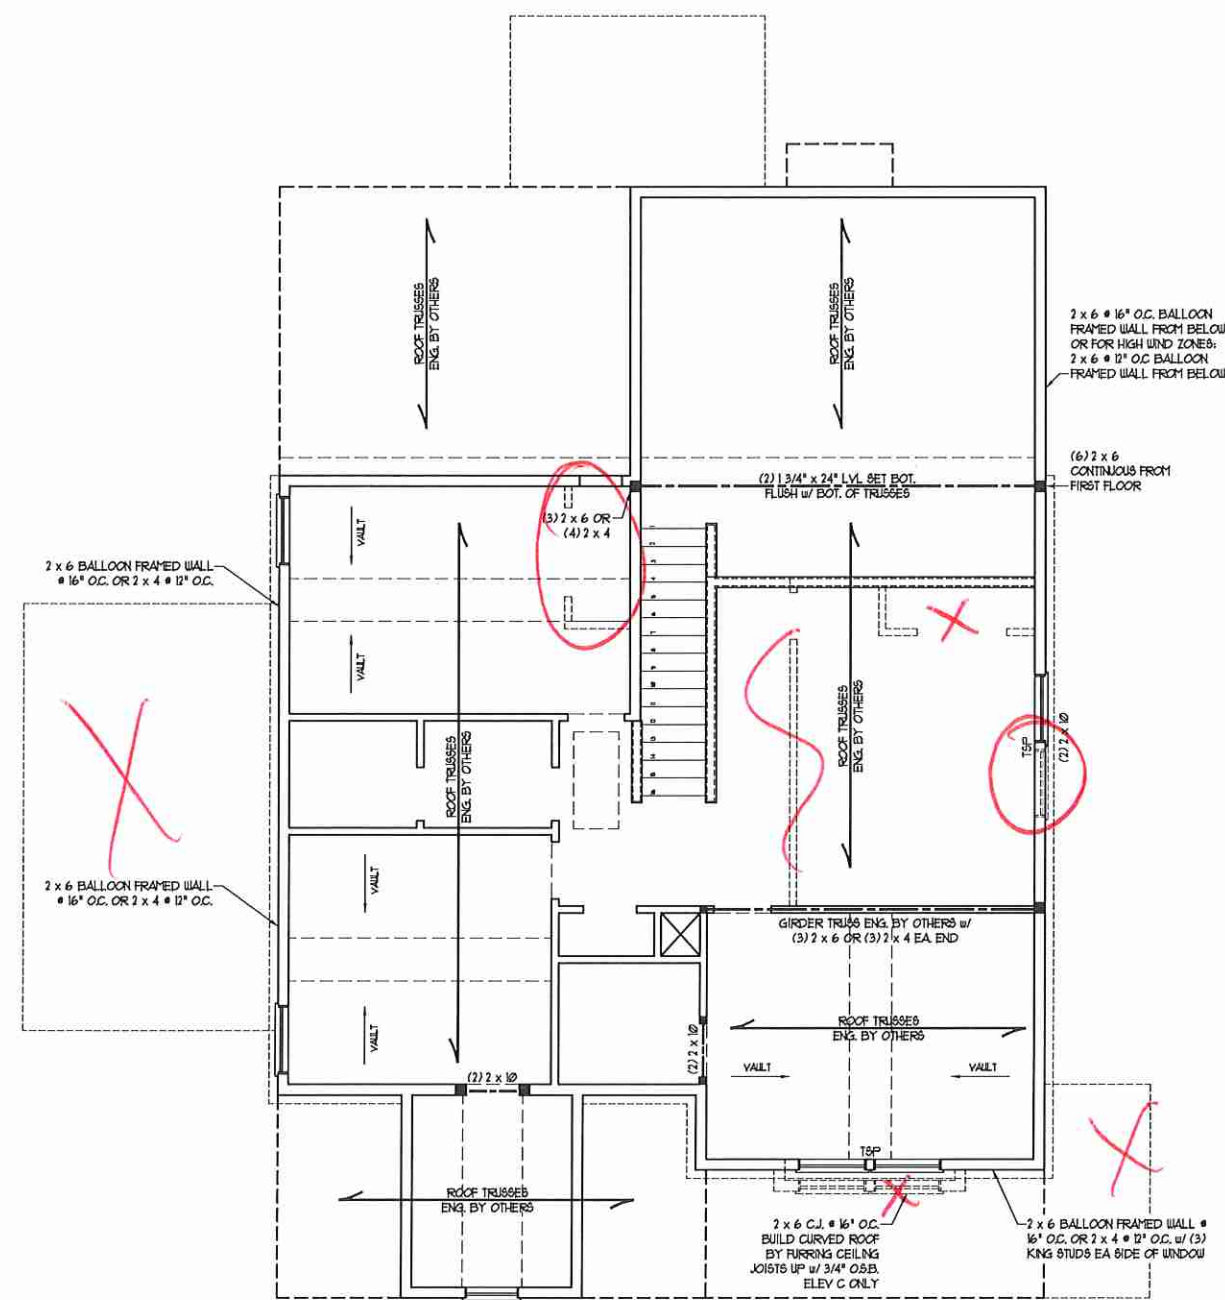 ROOF TRUSSES
ENG. BY OTHERS
ROOF TRUSSES
ENG. BY OTHERS
2 x 6 @ 16" O.C. BALLOON
FRAMED WALL FROM BELOW
OR FOR HIGH WIND ZONES:
2 x 6 @ 12" O.C BALLOON
FRAMED WALL FROM BELOW
(6) 2 x 6
CONTINUOUS FROM
FIRST FLOOR
(2) 1 3/4" x 24" LVL SET BOT.
FLUSH w/ BOT. OF TRUSSES
(3) 2 x 6 OR
(4) 2 x 4
VAULT
2 x 6 BALLOON FRAMED WALL
@ 16" O.C. OR 2 x 4 @ 12" O.C.
VAULT
ROOF TRUSSES
ENG. BY OTHERS
ROOF TRUSSES
ENG. BY OTHERS
TSP
(2) 2 x 10
2 x 6 BALLOON FRAMED WALL
@ 16" O.C. OR 2 x 4 @ 12" O.C.
VAULT
GIRDER TRUSS ENG. BY OTHERS w/
(3) 2 x 6 OR (3) 2 x 4 EA. END
VAULT
(2) 2 x 10
ROOF TRUSSES
ENG. BY OTHERS
VAULT
VAULT
(2) 2 x 10
TSP
ROOF TRUSSES
ENG. BY OTHERS
2 x 6 C.J. @ 16" O.C.
BUILD CURVED ROOF
BY FURRING CEILING
JOISTS UP w/ 3/4" O.S.B.
ELEV C ONLY
2 x 6 BALLOON FRAMED WALL @
16" O.C. OR 2 x 4 @ 12" O.C. w/ (3)
KING STUDS EA SIDE OF WINDOW